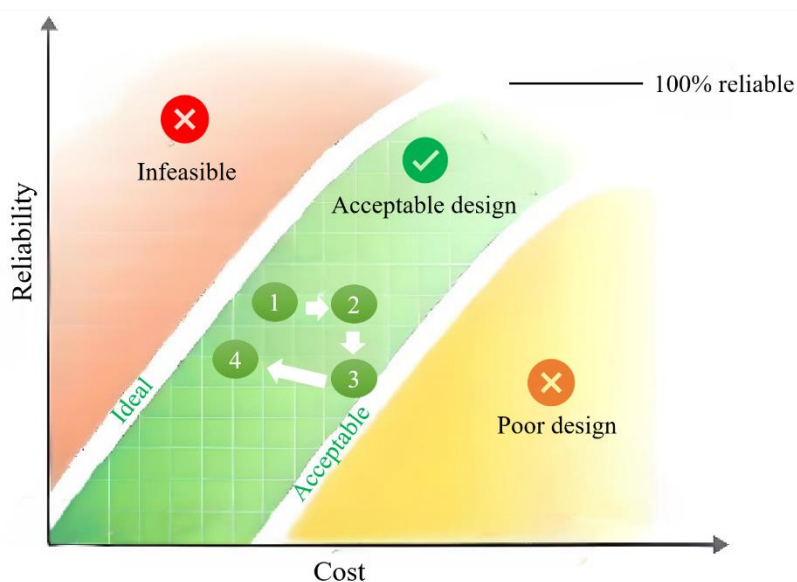 100% reliable
Infeasible
Acceptable design
Reliability
1
2
4
3
Ideal
Acceptable
Poor design
Cost